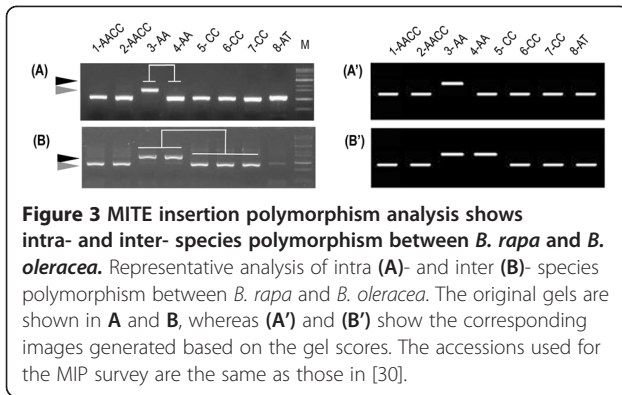 1-AACC 2-AACC 3-AA 4-AA 5-CC 6-CC 7-CC 8-AT M
1-AACC 2-AACC 3-AA 4-AA 5-CC 6-CC 7-CC 8-AT
(A)
(A')
(B)
(B')
Figure 3 MITE insertion polymorphism analysis shows
intra- and inter- species polymorphism between B. rapa and B.
oleracea. Representative analysis of intra (A)- and inter (B)- species
polymorphism between B. rapa and B. oleracea. The original gels are
shown in A and B, whereas (A') and (B') show the corresponding
images generated based on the gel scores. The accessions used for
the MIP survey are the same as those in [30].